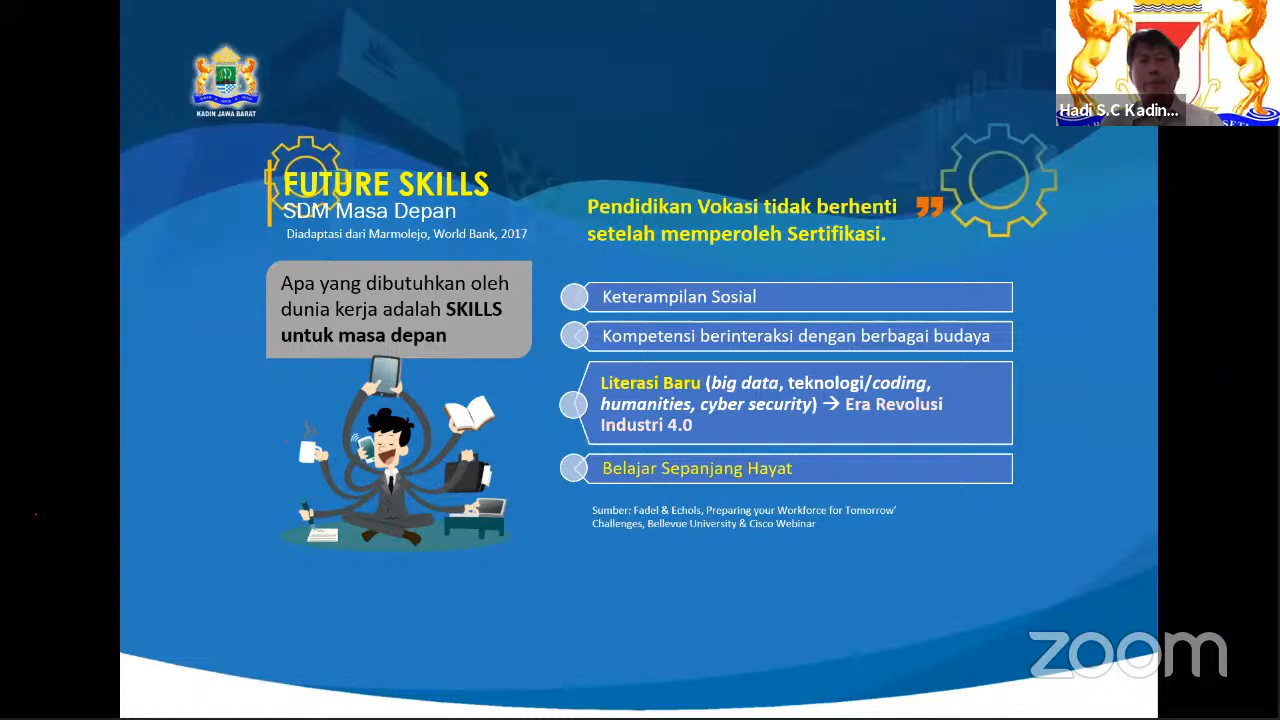 KADIN JAWA BARAT
FUTURE SKILLS
SDM Masa Depan
Diadaptasi dari Marmolejo, World Bank, 2017
Apa yang dibutuhkan oleh
dunia kerja adalah SKILLS
untuk masa depan
Pendidikan Vokasi tidak berhenti ”
setelah memperoleh Sertifikasi.
Keterampilan Sosial
Kompetensi berinteraksi dengan berbagai budaya
Literasi Baru (big data, teknologi/coding,
humanities, cyber security) → Era Revolusi
Industri 4.0
Belajar Sepanjang Hayat
Sumber: Fadel & Echols, Preparing your Workforce for Tomorrow’
Challenges, Bellevue University & Cisco Webinar
Hadi S.C Kadin...
zoom